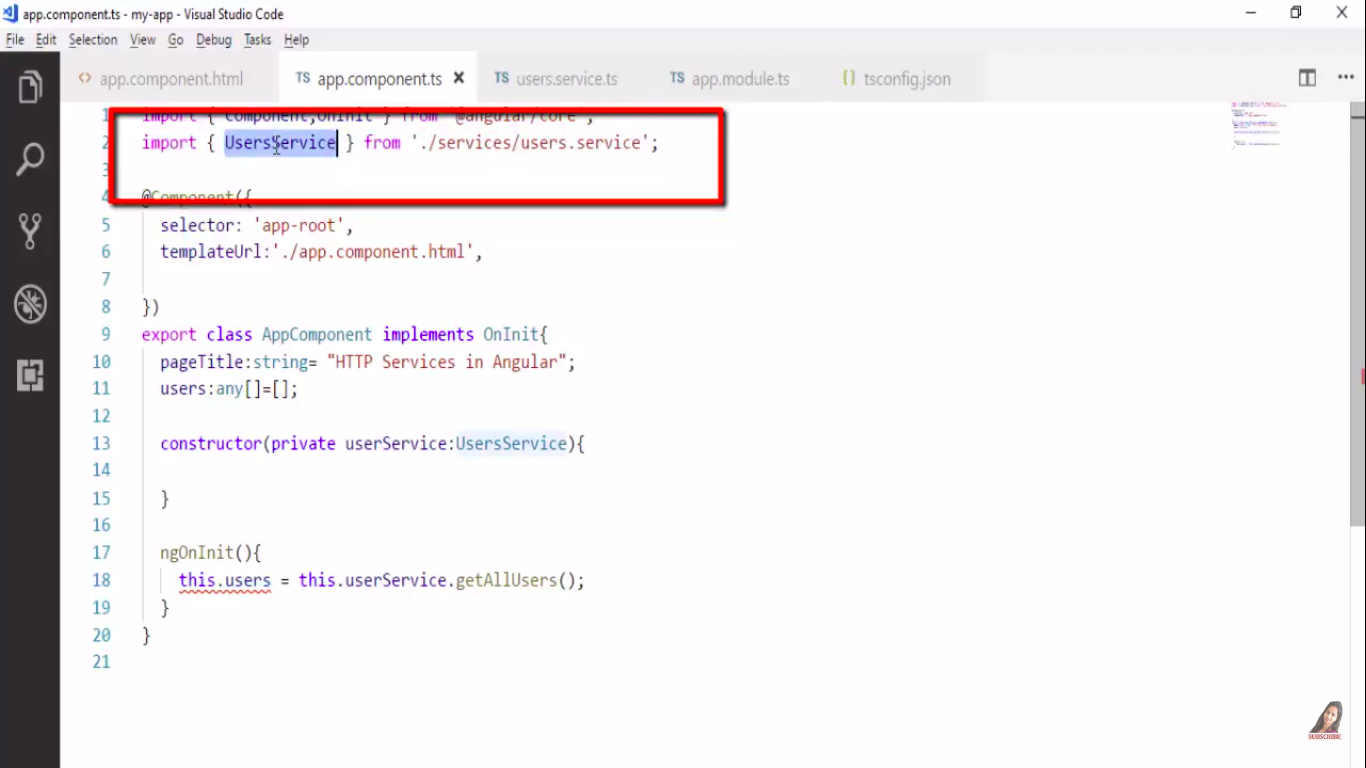 app.component.ts - my-app - Visual Studio Code
File Edit Selection View Go Debug Tasks Help
<> app.component.html TS app.component.ts × TS users.service.ts TS app.module.ts {} tsconfig.json
1 import { Component,OnInit } from '@angular/core';
2 import { UsersService } from './services/users.service';
3
4 @Component({
5 selector: 'app-root',
6 templateUrl:'./app.component.html',
7
8 })
9 export class AppComponent implements OnInit{
10 pageTitle:string= "HTTP Services in Angular";
11 users:any[]=[];
12
13 constructor(private userService:UsersService){
14
15 }
16
17 ngOnInit(){
18 this.users = this.userService.getAllUsers();
19 }
20 }
21
SUBSCRIBE